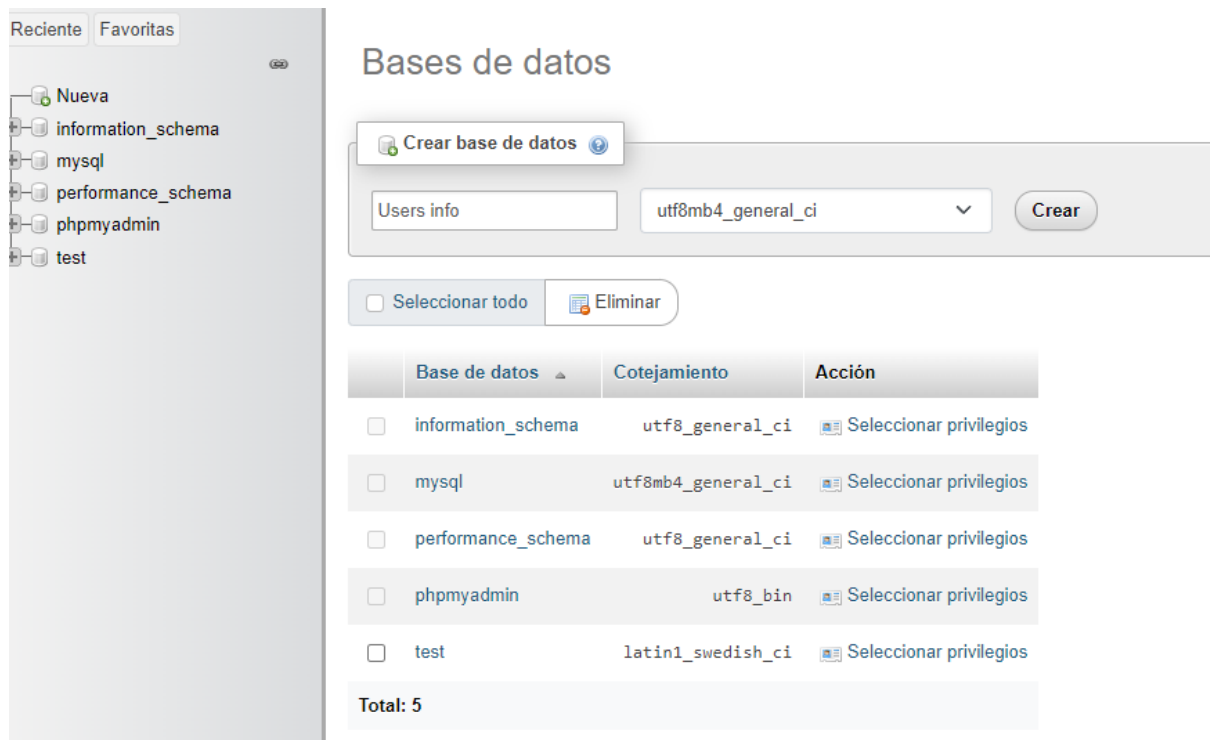 Reciente Favoritas
Nueva
information_schema
mysql
performance_schema
phpmyadmin
test
Bases de datos
Crear base de datos
Users info utf8mb4_general_ci Crear
Seleccionar todo Eliminar
Base de datos Cotejamiento Acción
information_schema utf8_general_ci Seleccionar privilegios
mysql utf8mb4_general_ci Seleccionar privilegios
performance_schema utf8_general_ci Seleccionar privilegios
phpmyadmin utf8_bin Seleccionar privilegios
test latin1_swedish_ci Seleccionar privilegios
Total: 5